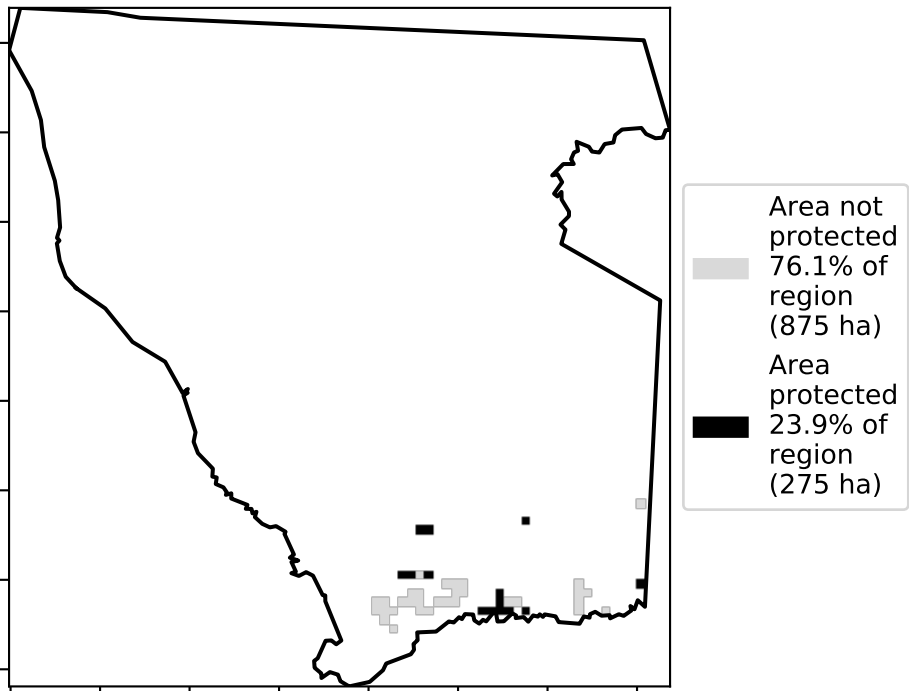 Area not
protected
76.1% of
region
(875 ha)
Area
protected
23.9% of
region
(275 ha)